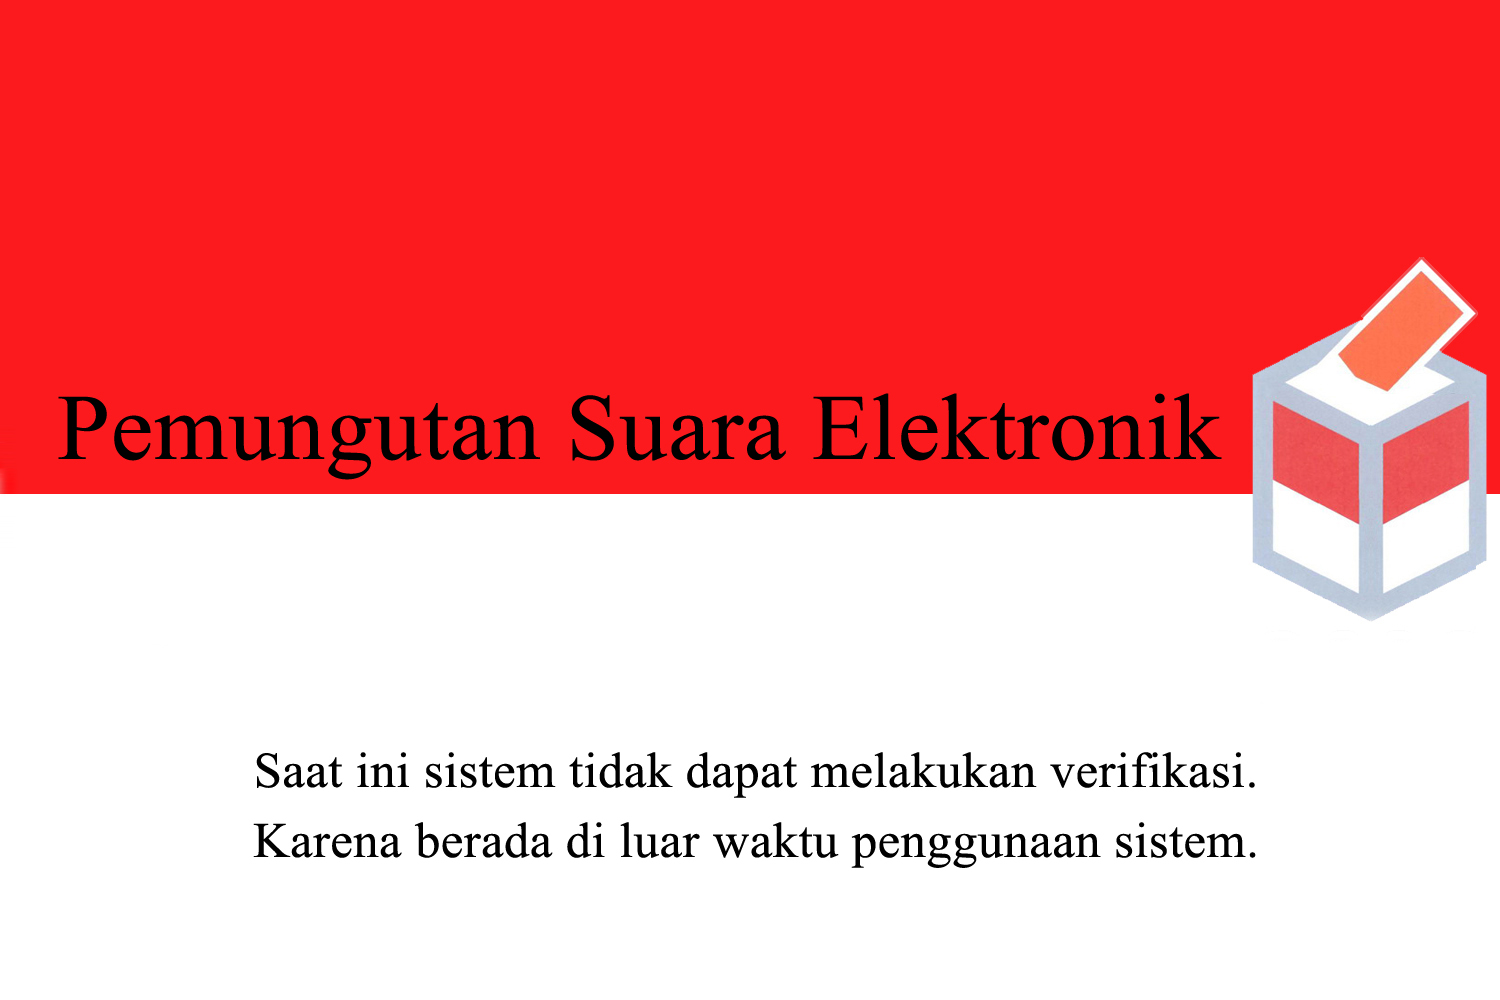 Pemungutan Suara Elektronik
Saat ini sistem tidak dapat melakukan verifikasi.
Karena berada di luar waktu penggunaan sistem.